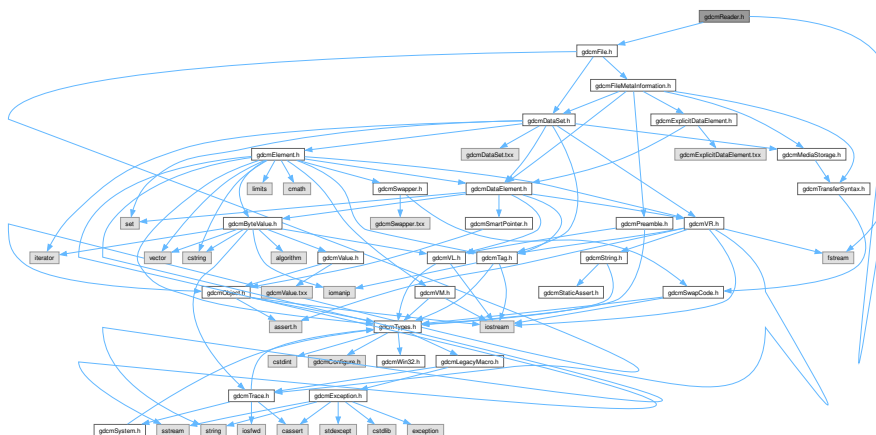 gdcmReader.h
gdcmFile.h
gdcmFileMetaInformation.h
gdcmDataSet.h
gdcmExplicitDataElement.h
gdcmElement.h
gdcmDataSet.txx
gdcmExplicitDataElement.txx
gdcmMediaStorage.h
limits
cmath
gdcmSwapper.h
gdcmDataElement.h
gdcmTransferSyntax.h
set
gdcmByteValue.h
gdcmSwapper.txx
gdcmSmartPointer.h
gdcmPreamble.h
gdcmVR.h
iterator
vector
cstring
algorithm
gdcmValue.h
gdcmVL.h
gdcmTag.h
gdcmString.h
fstream
gdcmObject.h
gdcmValue.txx
iomanip
gdcmVM.h
gdcmStaticAssert.h
gdcmSwapCode.h
assert.h
gdcmTypes.h
iostream
cstdint
gdcmConfigure.h
gdcmWin32.h
gdcmLegacyMacro.h
gdcmTrace.h
gdcmException.h
gdcmSystem.h
sstream
string
iosfwd
cassert
stdexcept
cstdlib
exception